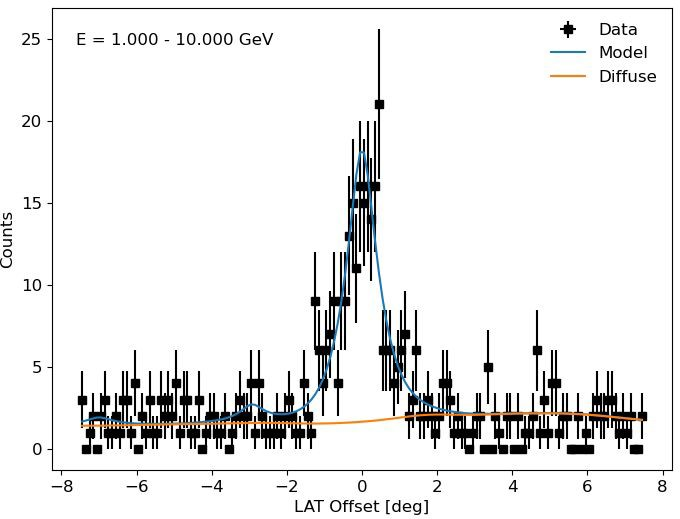 E = 1.000 - 10.000 GeV
Data
Model
Diffuse
25
20
15
10
5
0
Counts
−8 −6 −4 −2 0 2 4 6 8
LAT Offset [deg]